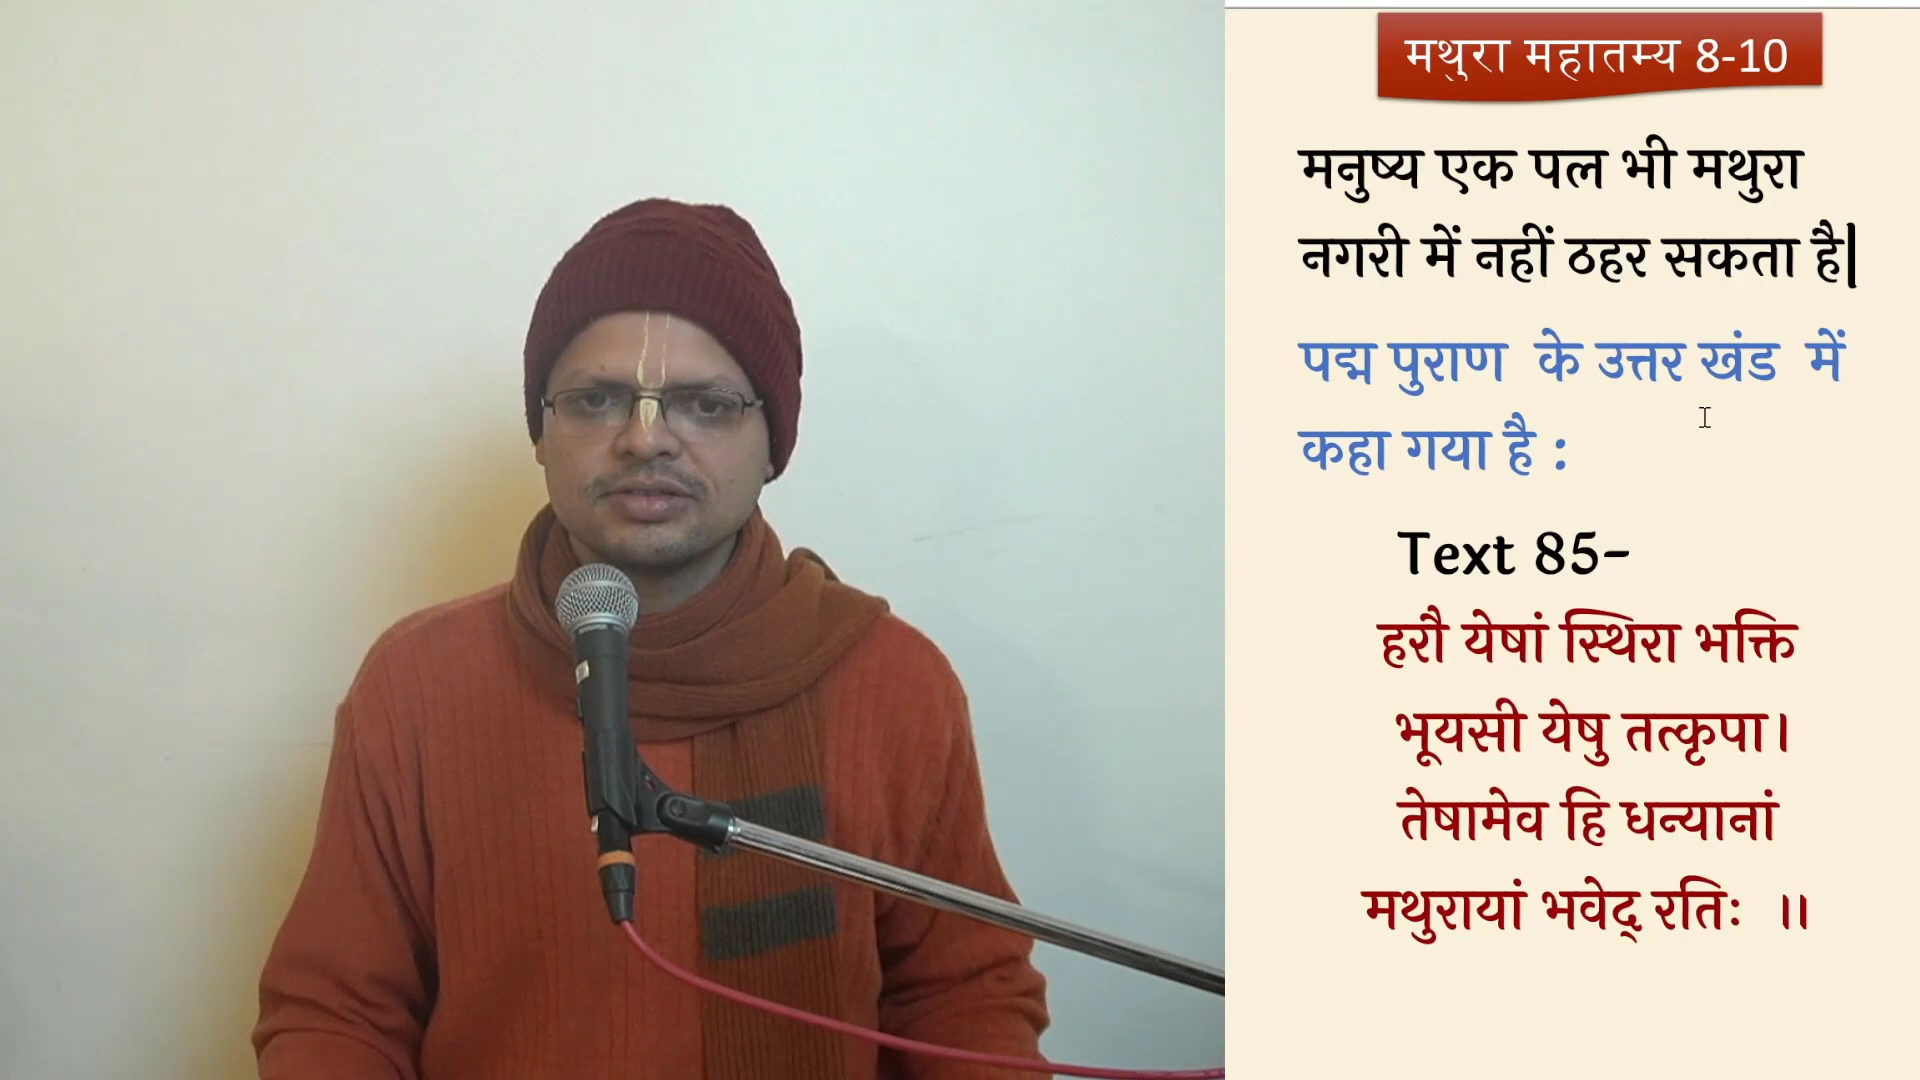 मथुरा महातम्य 8-10
मनुष्य एक पल भी मथुरा
नगरी में नहीं ठहर सकता है|
पद्म पुराण के उत्तर खंड में
कहा गया है :
Text 85-
हरौ येषां स्थिरा भक्ति
भूयसी येषु तत्कृपा।
तेषामेव हि धन्यानां
मथुरायां भवेद् रतिः ।।